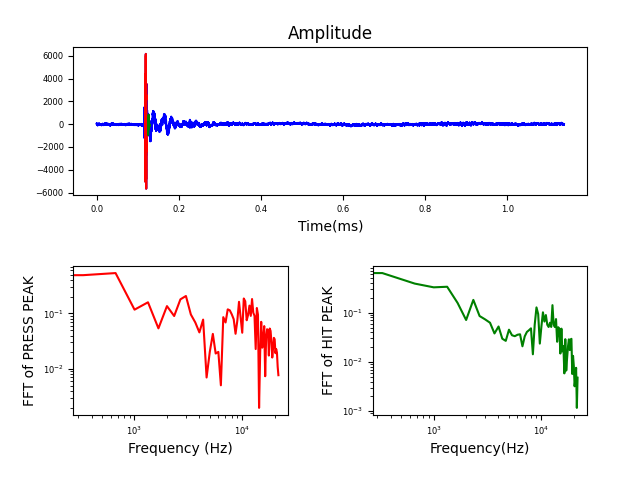 Amplitude
6000
4000
2000
0
−2000
−4000
−6000
0.0 0.2 0.4 0.6 0.8 1.0
Time(ms)
FFT of PRESS PEAK
10⁻¹
10⁻²
10³ 10⁴
Frequency (Hz)
FFT of HIT PEAK
10⁻¹
10⁻²
10⁻³
10³ 10⁴
Frequency(Hz)